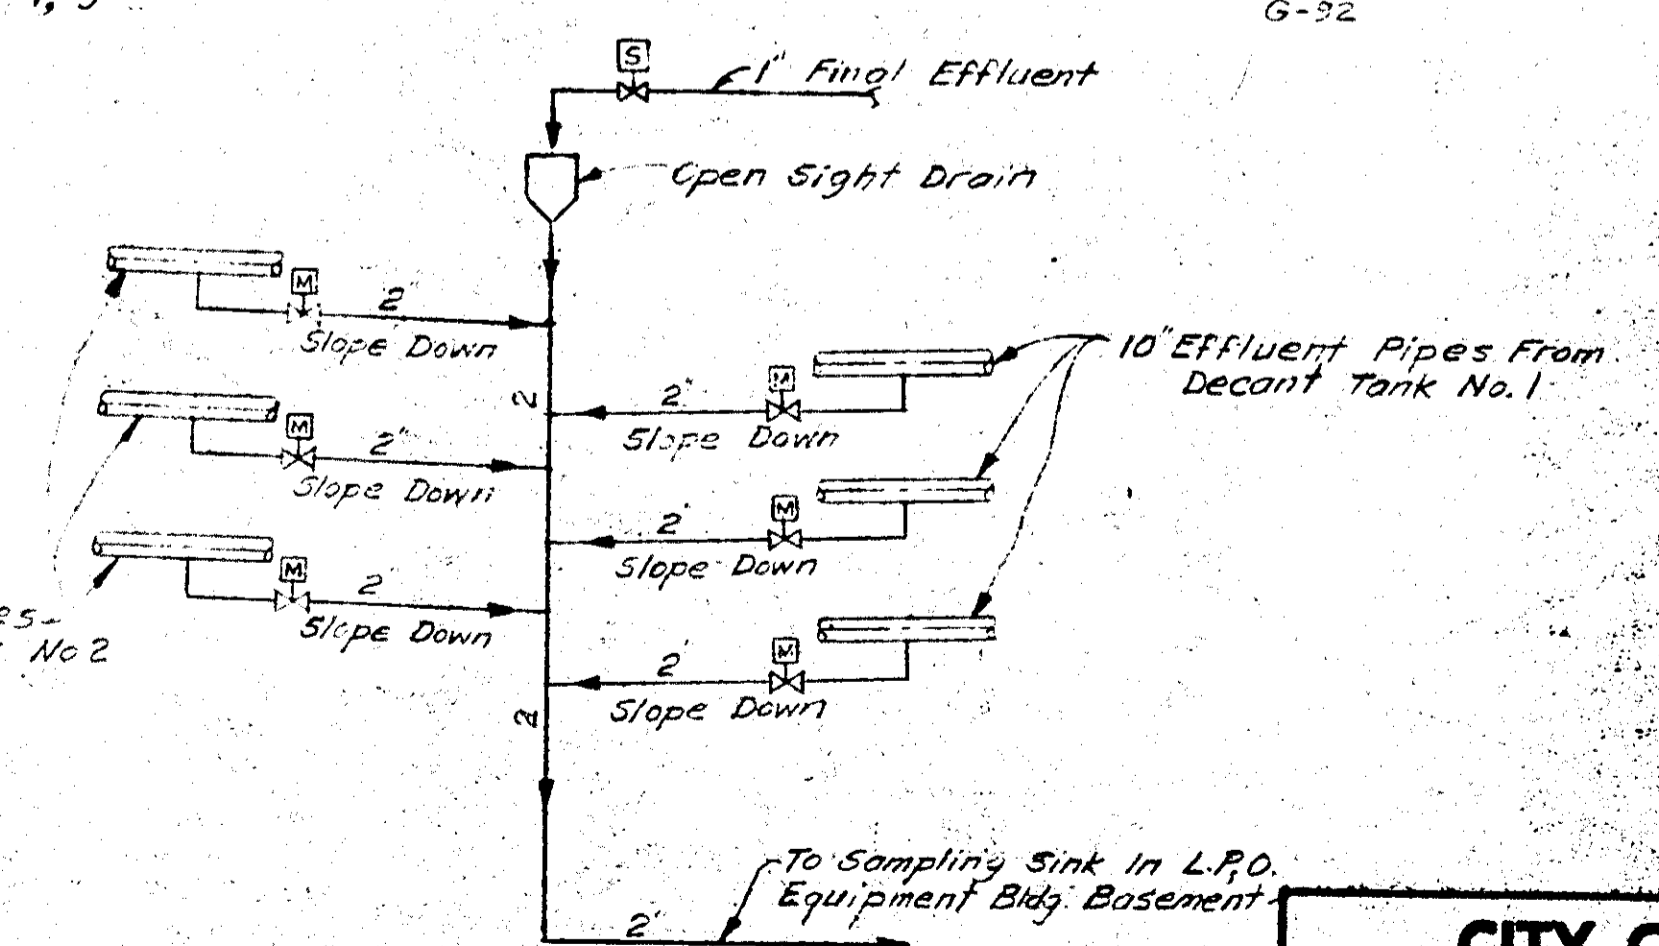 G-92
S
1" Final Effluent
Open Sight Drain
M
2"
Slope Down
10" Effluent Pipes From
Decant Tank No. 1
M
2"
Slope Down
2
M
2"
Slope Down
M
2'
Slope Down
M
2'
Slope Down
No 2
M
2'
Slope Down
2
To Sampling Sink In L.P.O.
Equipment Bldg. Basement
2'
CITY